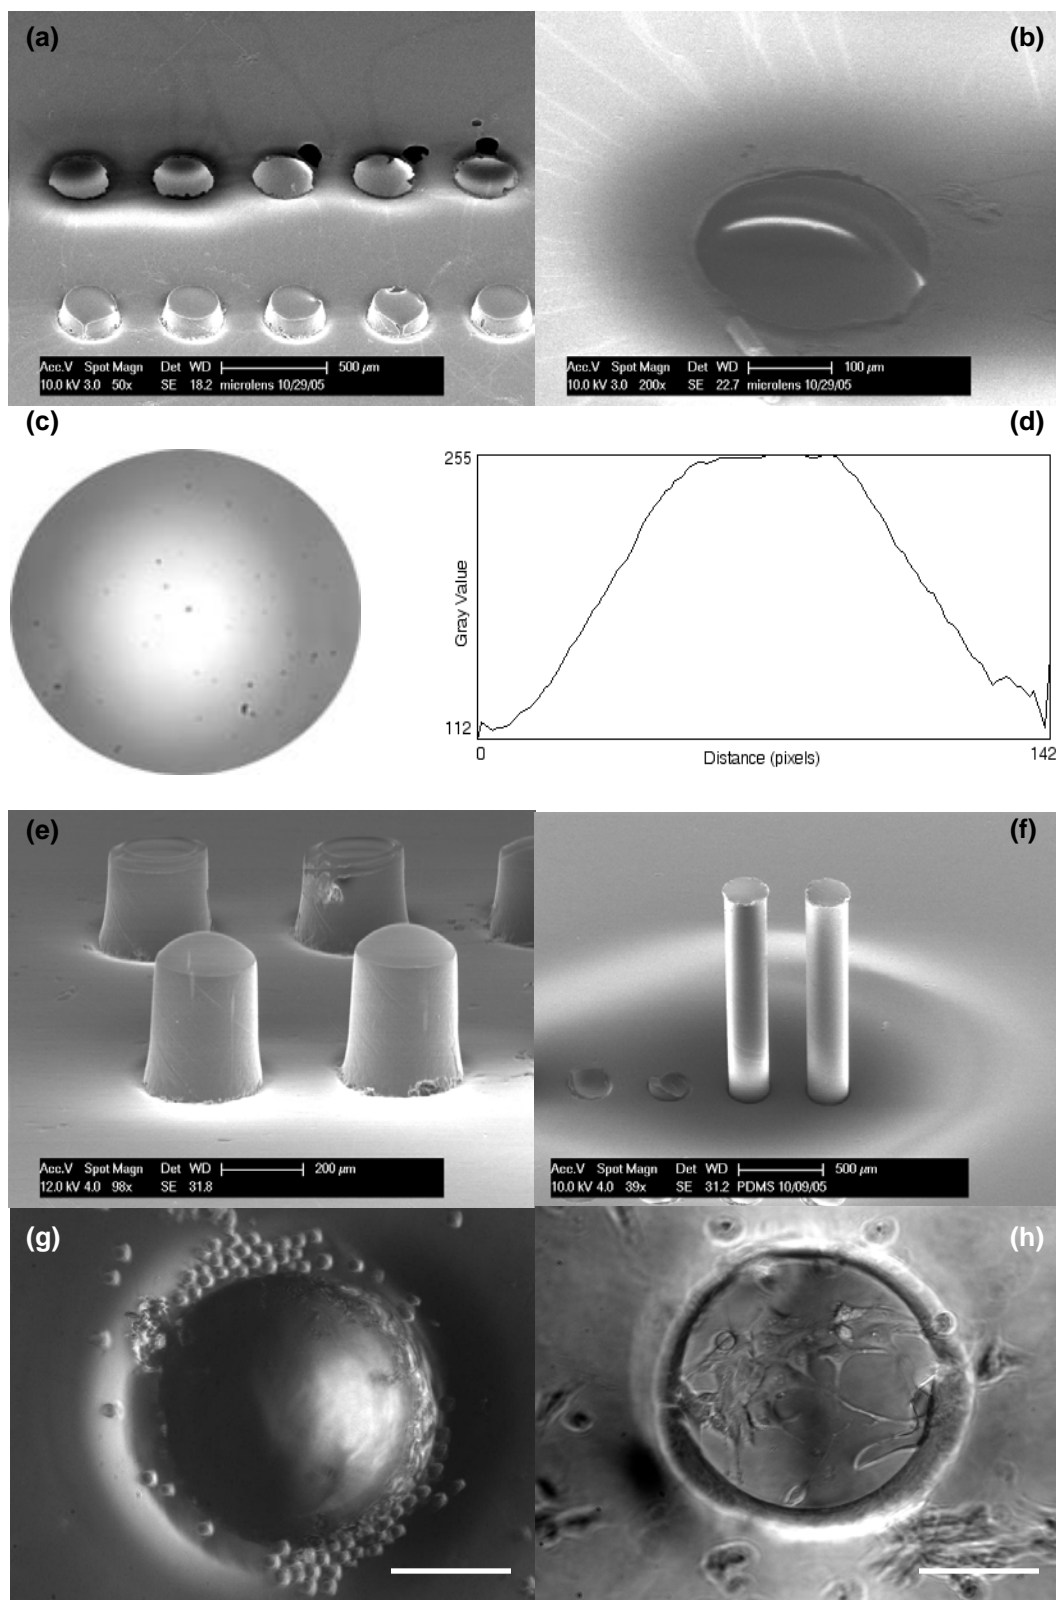 (a)
(b)
Acc.V Spot Magn Det WD 500 µm
10.0 kV 3.0 50x SE 18.2 microlens 10/29/05
Acc.V Spot Magn Det WD 100 µm
10.0 kV 3.0 200x SE 22.7 microlens 10/29/05
(c)
(d)
255
Gray Value
112
0
Distance (pixels)
142
(e)
(f)
Acc.V Spot Magn Det WD 200 µm
12.0 kV 4.0 98x SE 31.8
Acc.V Spot Magn Det WD 500 µm
10.0 kV 4.0 39x SE 31.2 PDMS 10/09/05
(g)
(h)